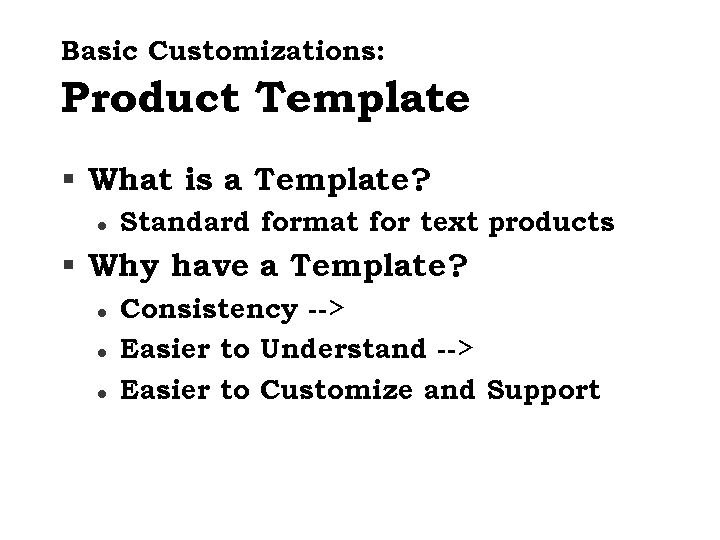 Basic Customizations:
Product Template
▪ What is a Template?
● Standard format for text products
▪ Why have a Template?
● Consistency -->
● Easier to Understand -->
● Easier to Customize and Support